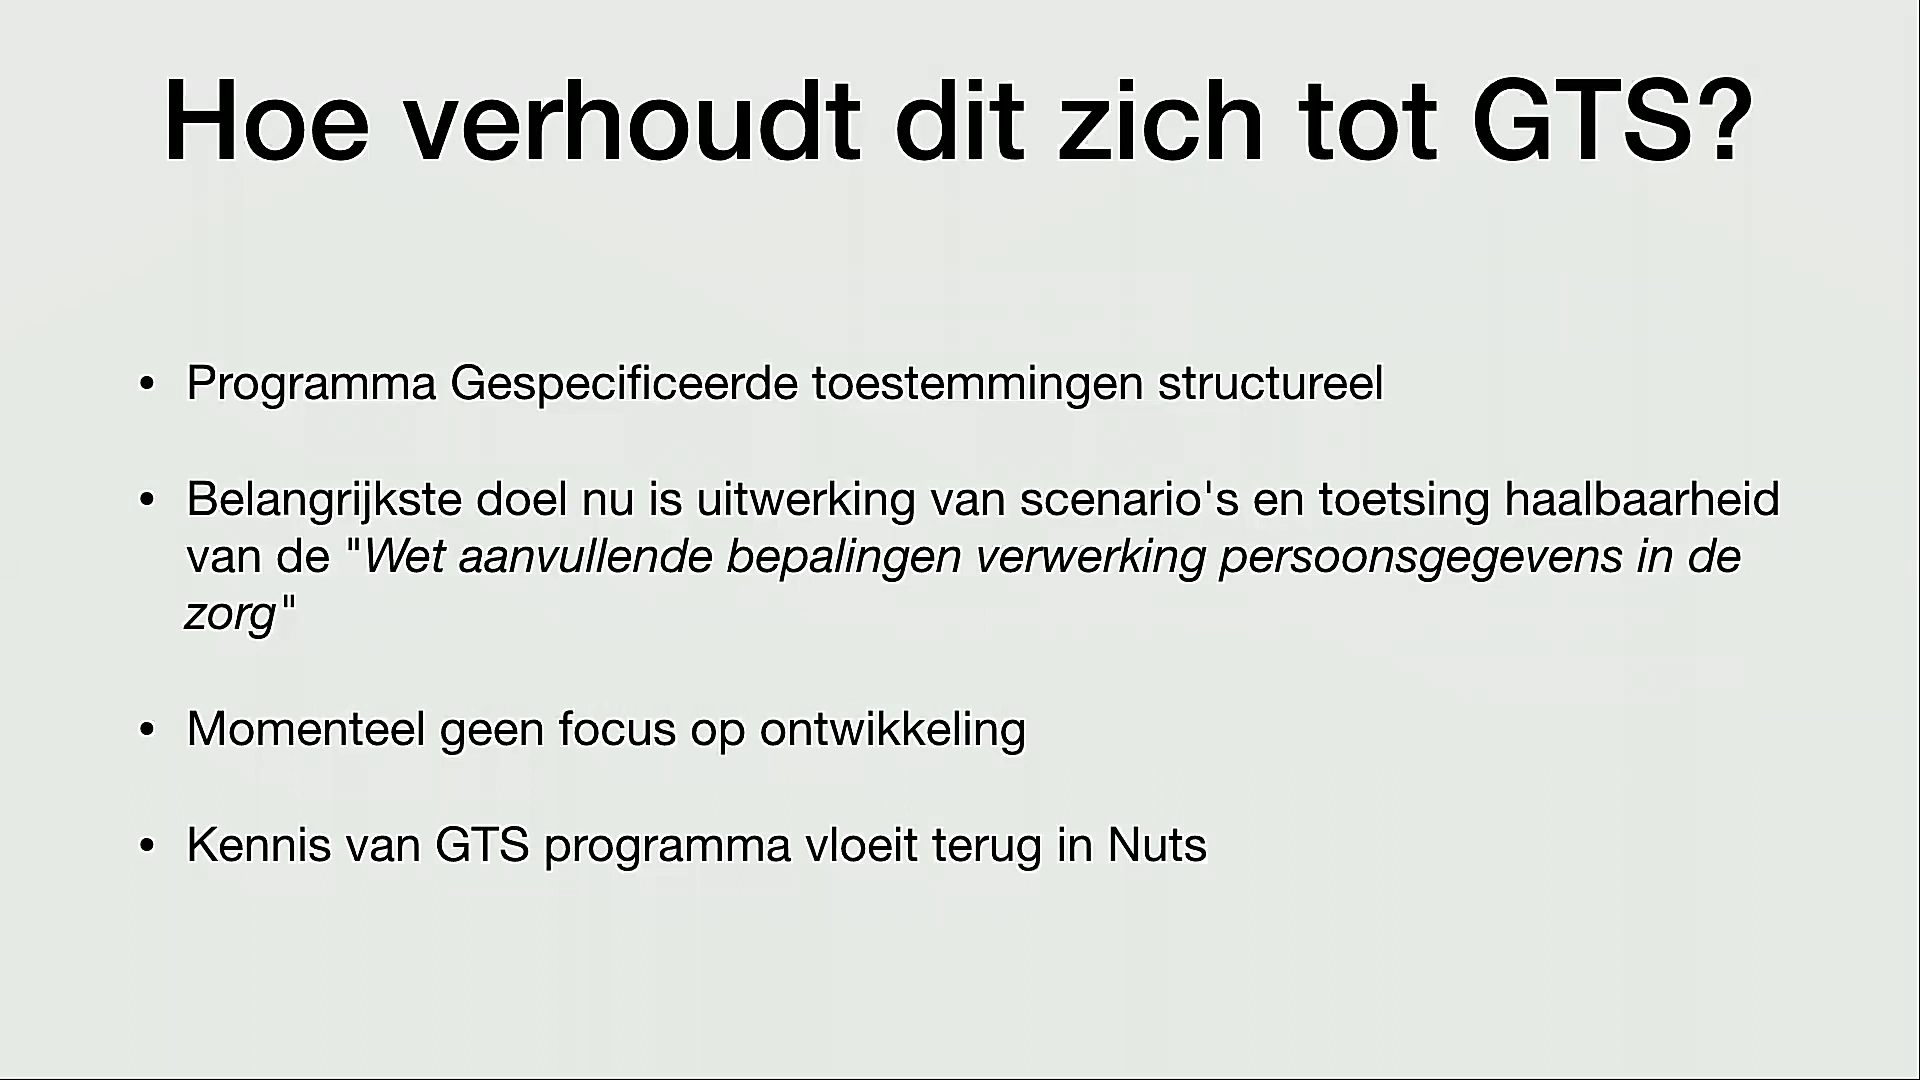 Hoe verhoudt dit zich tot GTS?
• Programma Gespecificeerde toestemmingen structureel
• Belangrijkste doel nu is uitwerking van scenario's en toetsing haalbaarheid
van de "Wet aanvullende bepalingen verwerking persoonsgegevens in de
zorg"
• Momenteel geen focus op ontwikkeling
• Kennis van GTS programma vloeit terug in Nuts